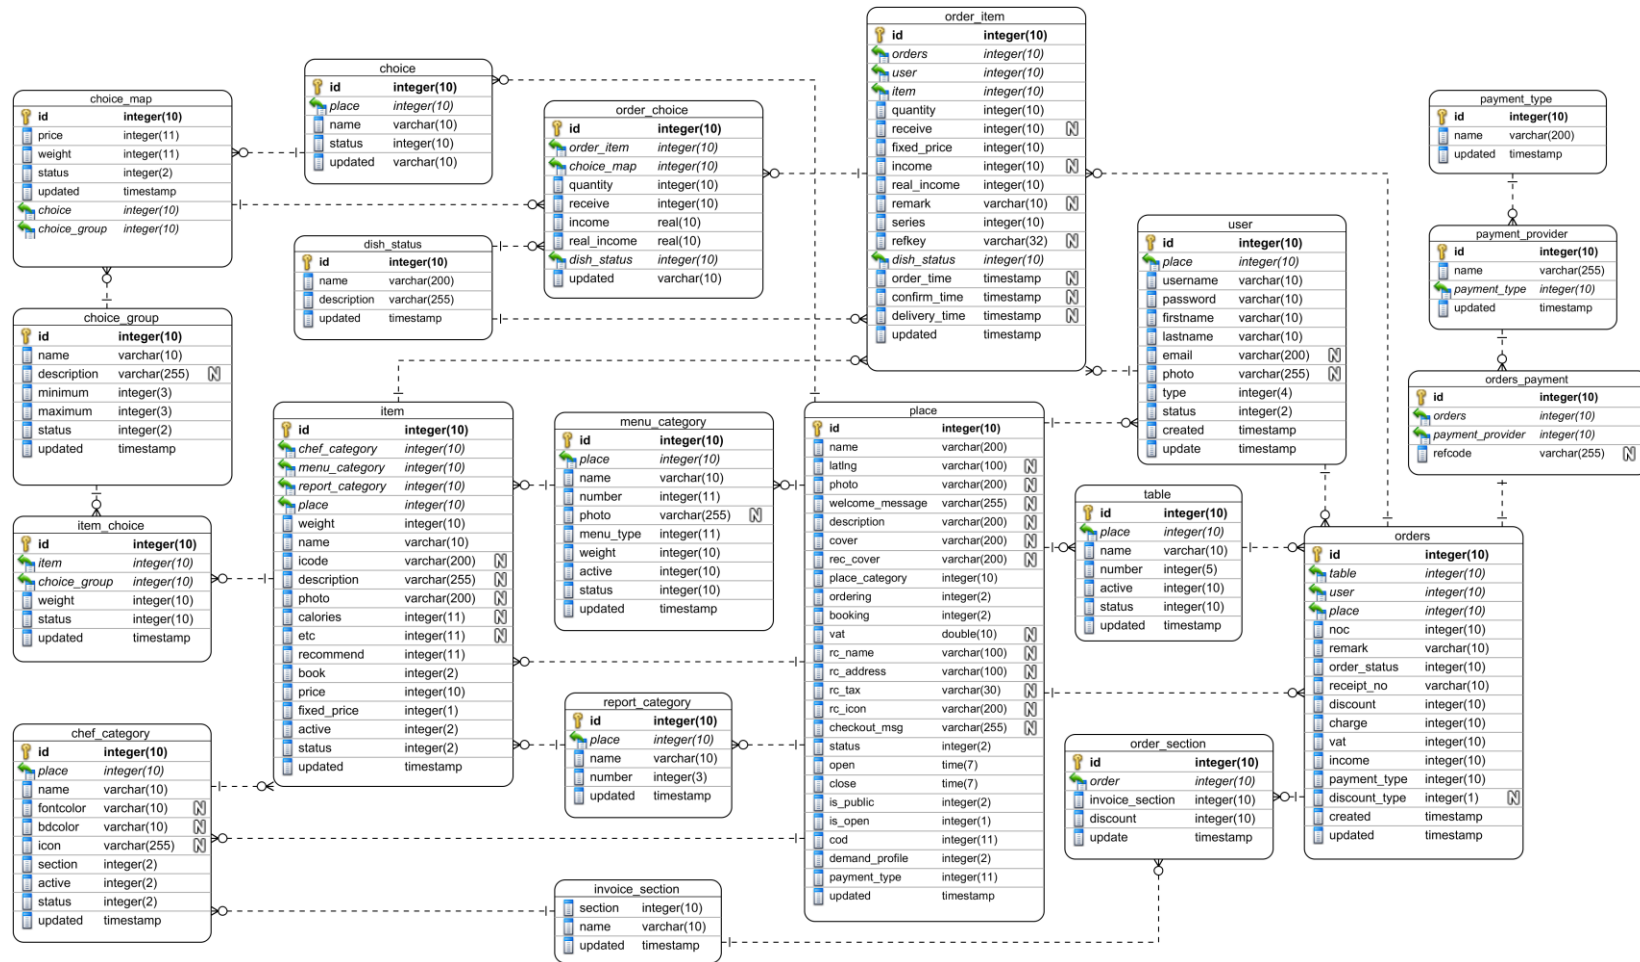 order_item
id integer(10)
orders integer(10)
user integer(10)
item integer(10)
quantity integer(10)
receive integer(10) N
fixed_price integer(10)
income integer(10) N
real_income integer(10)
remark varchar(10) N
series integer(10)
refkey varchar(32) N
dish_status integer(10)
order_time timestamp N
confirm_time timestamp N
delivery_time timestamp N
updated timestamp
choice
id integer(10)
place integer(10)
name varchar(10)
status integer(10)
updated varchar(10)
choice_map
id integer(10)
price integer(11)
weight integer(11)
status integer(2)
updated timestamp
choice integer(10)
choice_group integer(10)
order_choice
id integer(10)
order_item integer(10)
choice_map integer(10)
quantity integer(10)
receive integer(10)
income real(10)
real_income real(10)
dish_status integer(10)
updated varchar(10)
payment_type
id integer(10)
name varchar(200)
updated timestamp
dish_status
id integer(10)
name varchar(200)
description varchar(255)
updated timestamp
user
id integer(10)
place integer(10)
username varchar(10)
password varchar(10)
firstname varchar(10)
lastname varchar(10)
email varchar(200) N
photo varchar(255) N
type integer(4)
status integer(2)
created timestamp
update timestamp
payment_provider
id integer(10)
name varchar(255)
payment_type integer(10)
updated timestamp
choice_group
id integer(10)
name varchar(10)
description varchar(255) N
minimum integer(3)
maximum integer(3)
status integer(2)
updated timestamp
orders_payment
id integer(10)
orders integer(10)
payment_provider integer(10)
refcode varchar(255) N
item
id integer(10)
chef_category integer(10)
menu_category integer(10)
report_category integer(10)
place integer(10)
weight integer(10)
name varchar(10)
icode varchar(200) N
description varchar(255) N
photo varchar(200) N
calories integer(11) N
etc integer(11) N
recommend integer(11)
book integer(2)
price integer(10)
fixed_price integer(1)
active integer(2)
status integer(2)
updated timestamp
menu_category
id integer(10)
place integer(10)
name varchar(10)
number integer(11)
photo varchar(255) N
menu_type integer(11)
weight integer(10)
active integer(10)
status integer(10)
updated timestamp
place
id integer(10)
name varchar(200)
latlng varchar(100) N
photo varchar(200) N
welcome_message varchar(255) N
description varchar(200) N
cover varchar(200) N
rec_cover varchar(200) N
place_category integer(10)
ordering integer(2)
booking integer(2)
vat double(10) N
rc_name varchar(100) N
rc_address varchar(100) N
rc_tax varchar(30) N
rc_icon varchar(200) N
checkout_msg varchar(255) N
status integer(2)
open time(7)
close time(7)
is_public integer(2)
is_open integer(1)
cod integer(11)
demand_profile integer(2)
payment_type integer(11)
updated timestamp
table
id integer(10)
place integer(10)
name varchar(10)
number integer(5)
active integer(10)
status integer(10)
updated timestamp
item_choice
id integer(10)
item integer(10)
choice_group integer(10)
weight integer(10)
status integer(10)
updated timestamp
orders
id integer(10)
table integer(10)
user integer(10)
place integer(10)
noc integer(10)
remark varchar(10)
order_status integer(10)
receipt_no varchar(10)
discount integer(10)
charge integer(10)
vat integer(10)
income integer(10)
payment_type integer(10)
discount_type integer(1) N
created timestamp
updated timestamp
report_category
id integer(10)
place integer(10)
name varchar(10)
number integer(3)
updated timestamp
chef_category
id integer(10)
place integer(10)
name varchar(10)
fontcolor varchar(10) N
bdcolor varchar(10) N
icon varchar(255) N
section integer(2)
active integer(2)
status integer(2)
updated timestamp
order_section
id integer(10)
order integer(10)
invoice_section integer(10)
discount integer(10)
update timestamp
invoice_section
section integer(10)
name varchar(10)
updated timestamp